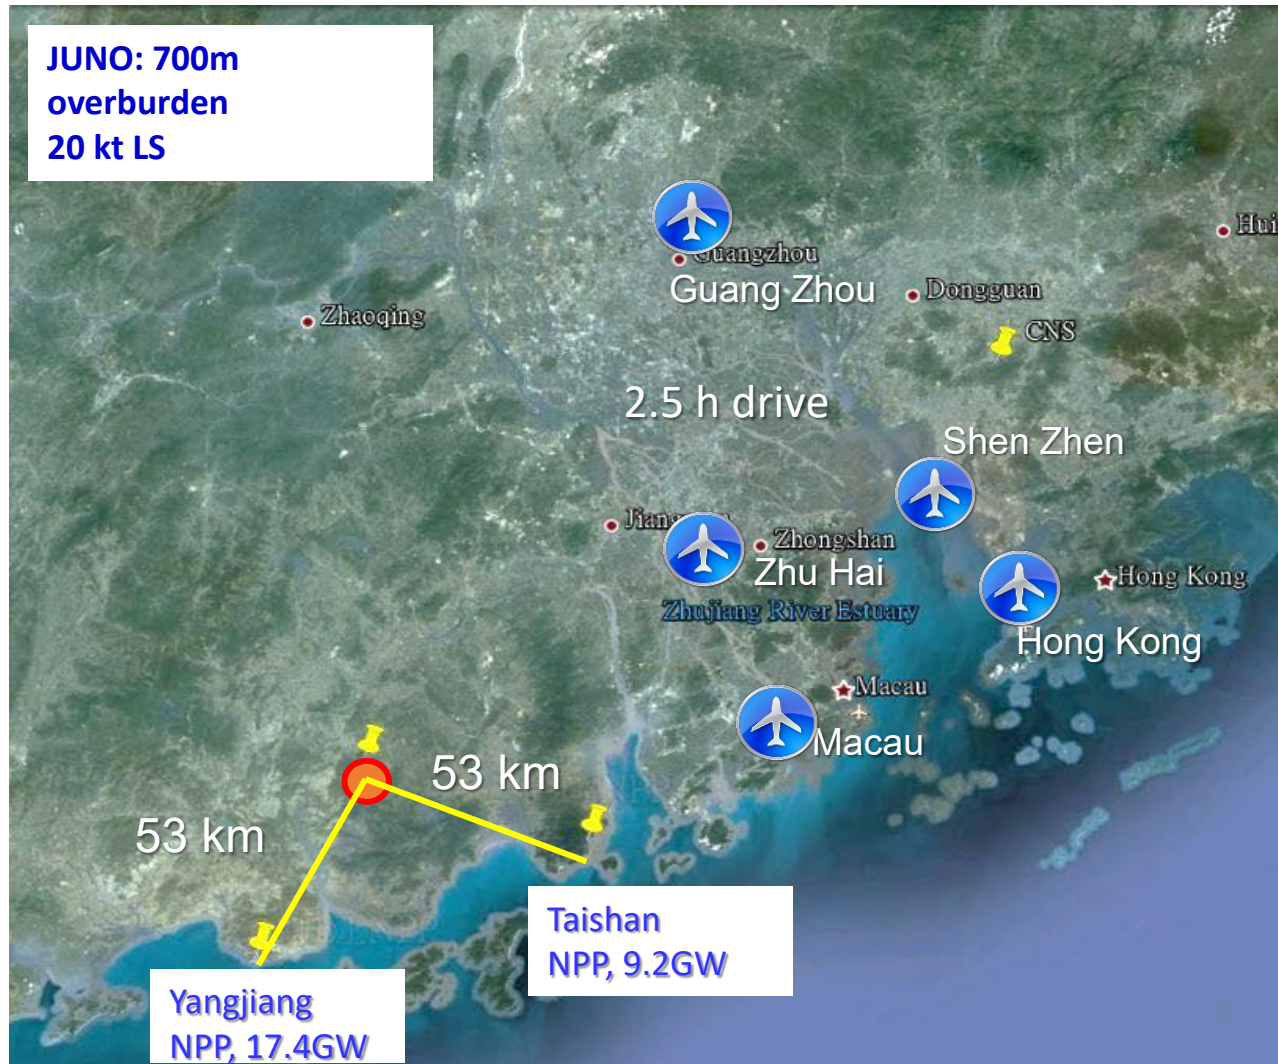 JUNO: 700m
overburden
20 kt LS
Hui
Guangzhou
Guang Zhou
Dongguan
Zhaoqing
CNS
2.5 h drive
Shen Zhen
Zhongshan
Zhu Hai
Hong Kong
Zhujiang River Estuary
Hong Kong
Macau
Macau
53 km
53 km
Taishan
NPP, 9.2GW
Yangjiang
NPP, 17.4GW